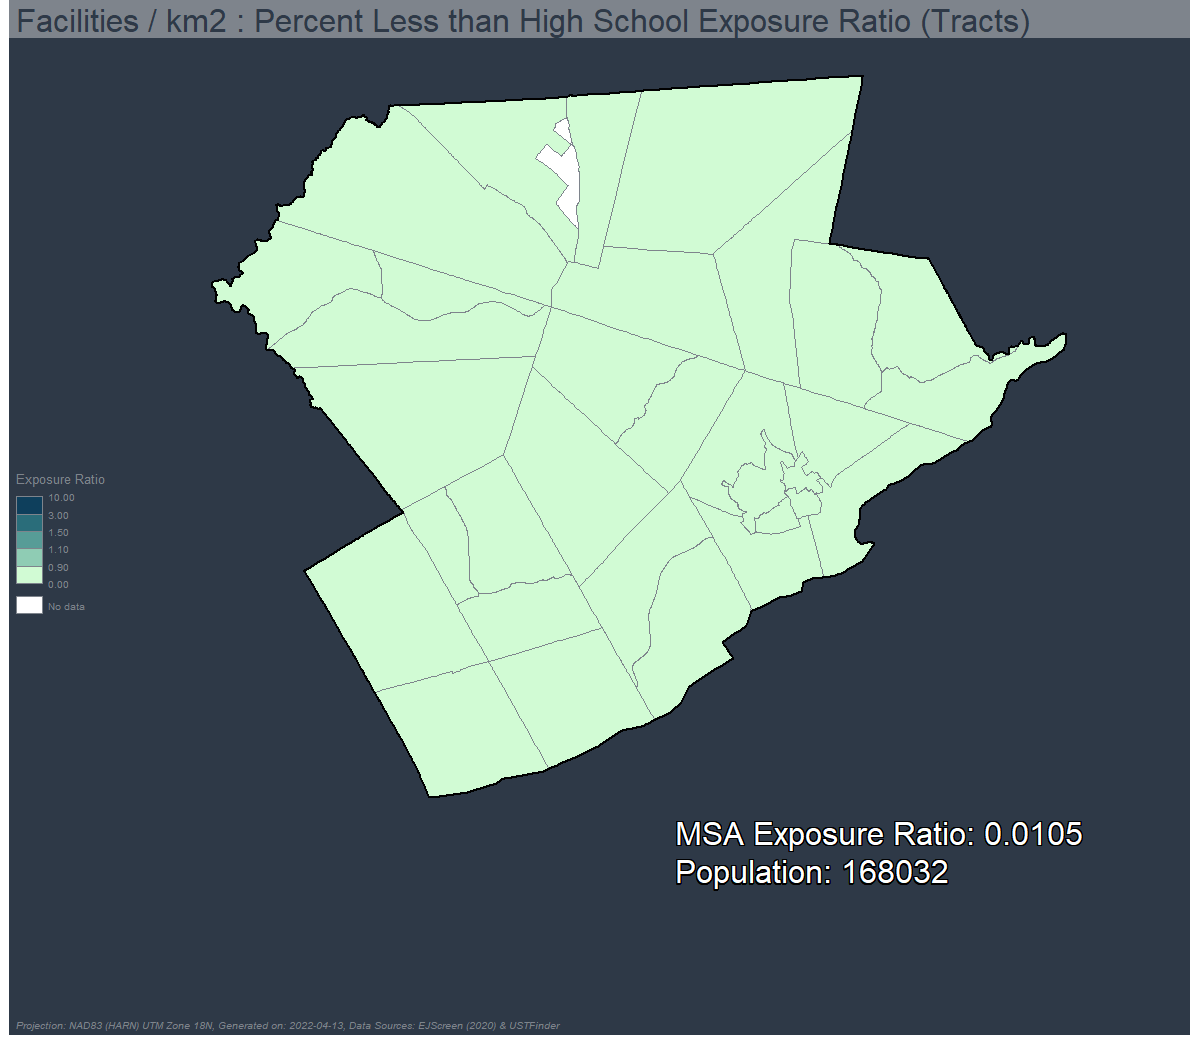 Facilities / km2 : Percent Less than High School Exposure Ratio (Tracts)
Exposure Ratio
10.00
3.00
1.50
1.10
0.90
0.00
No data
MSA Exposure Ratio: 0.0105
Population: 168032
Projection: NAD83 (HARN) UTM Zone 18N, Generated on: 2022-04-13, Data Sources: EJScreen (2020) & USTFinder